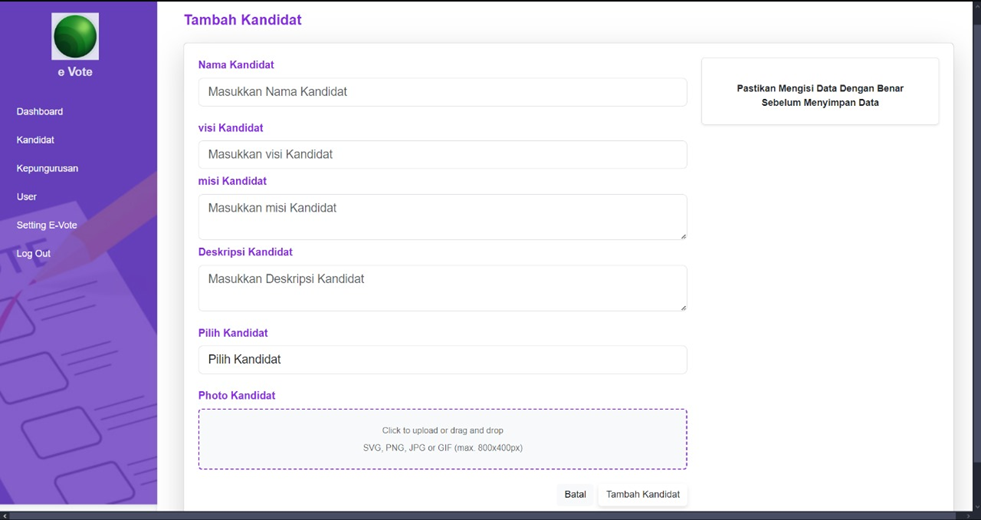 e Vote
Dashboard
Kandidat
Kepungurusan
User
Setting E-Vote
Log Out
Tambah Kandidat
Nama Kandidat
Masukkan Nama Kandidat
visi Kandidat
Masukkan visi Kandidat
misi Kandidat
Masukkan misi Kandidat
Deskripsi Kandidat
Masukkan Deskripsi Kandidat
Pilih Kandidat
Pilih Kandidat
Photo Kandidat
Click to upload or drag and drop
SVG, PNG, JPG or GIF (max. 800x400px)
Batal
Tambah Kandidat
Pastikan Mengisi Data Dengan Benar
Sebelum Menyimpan Data